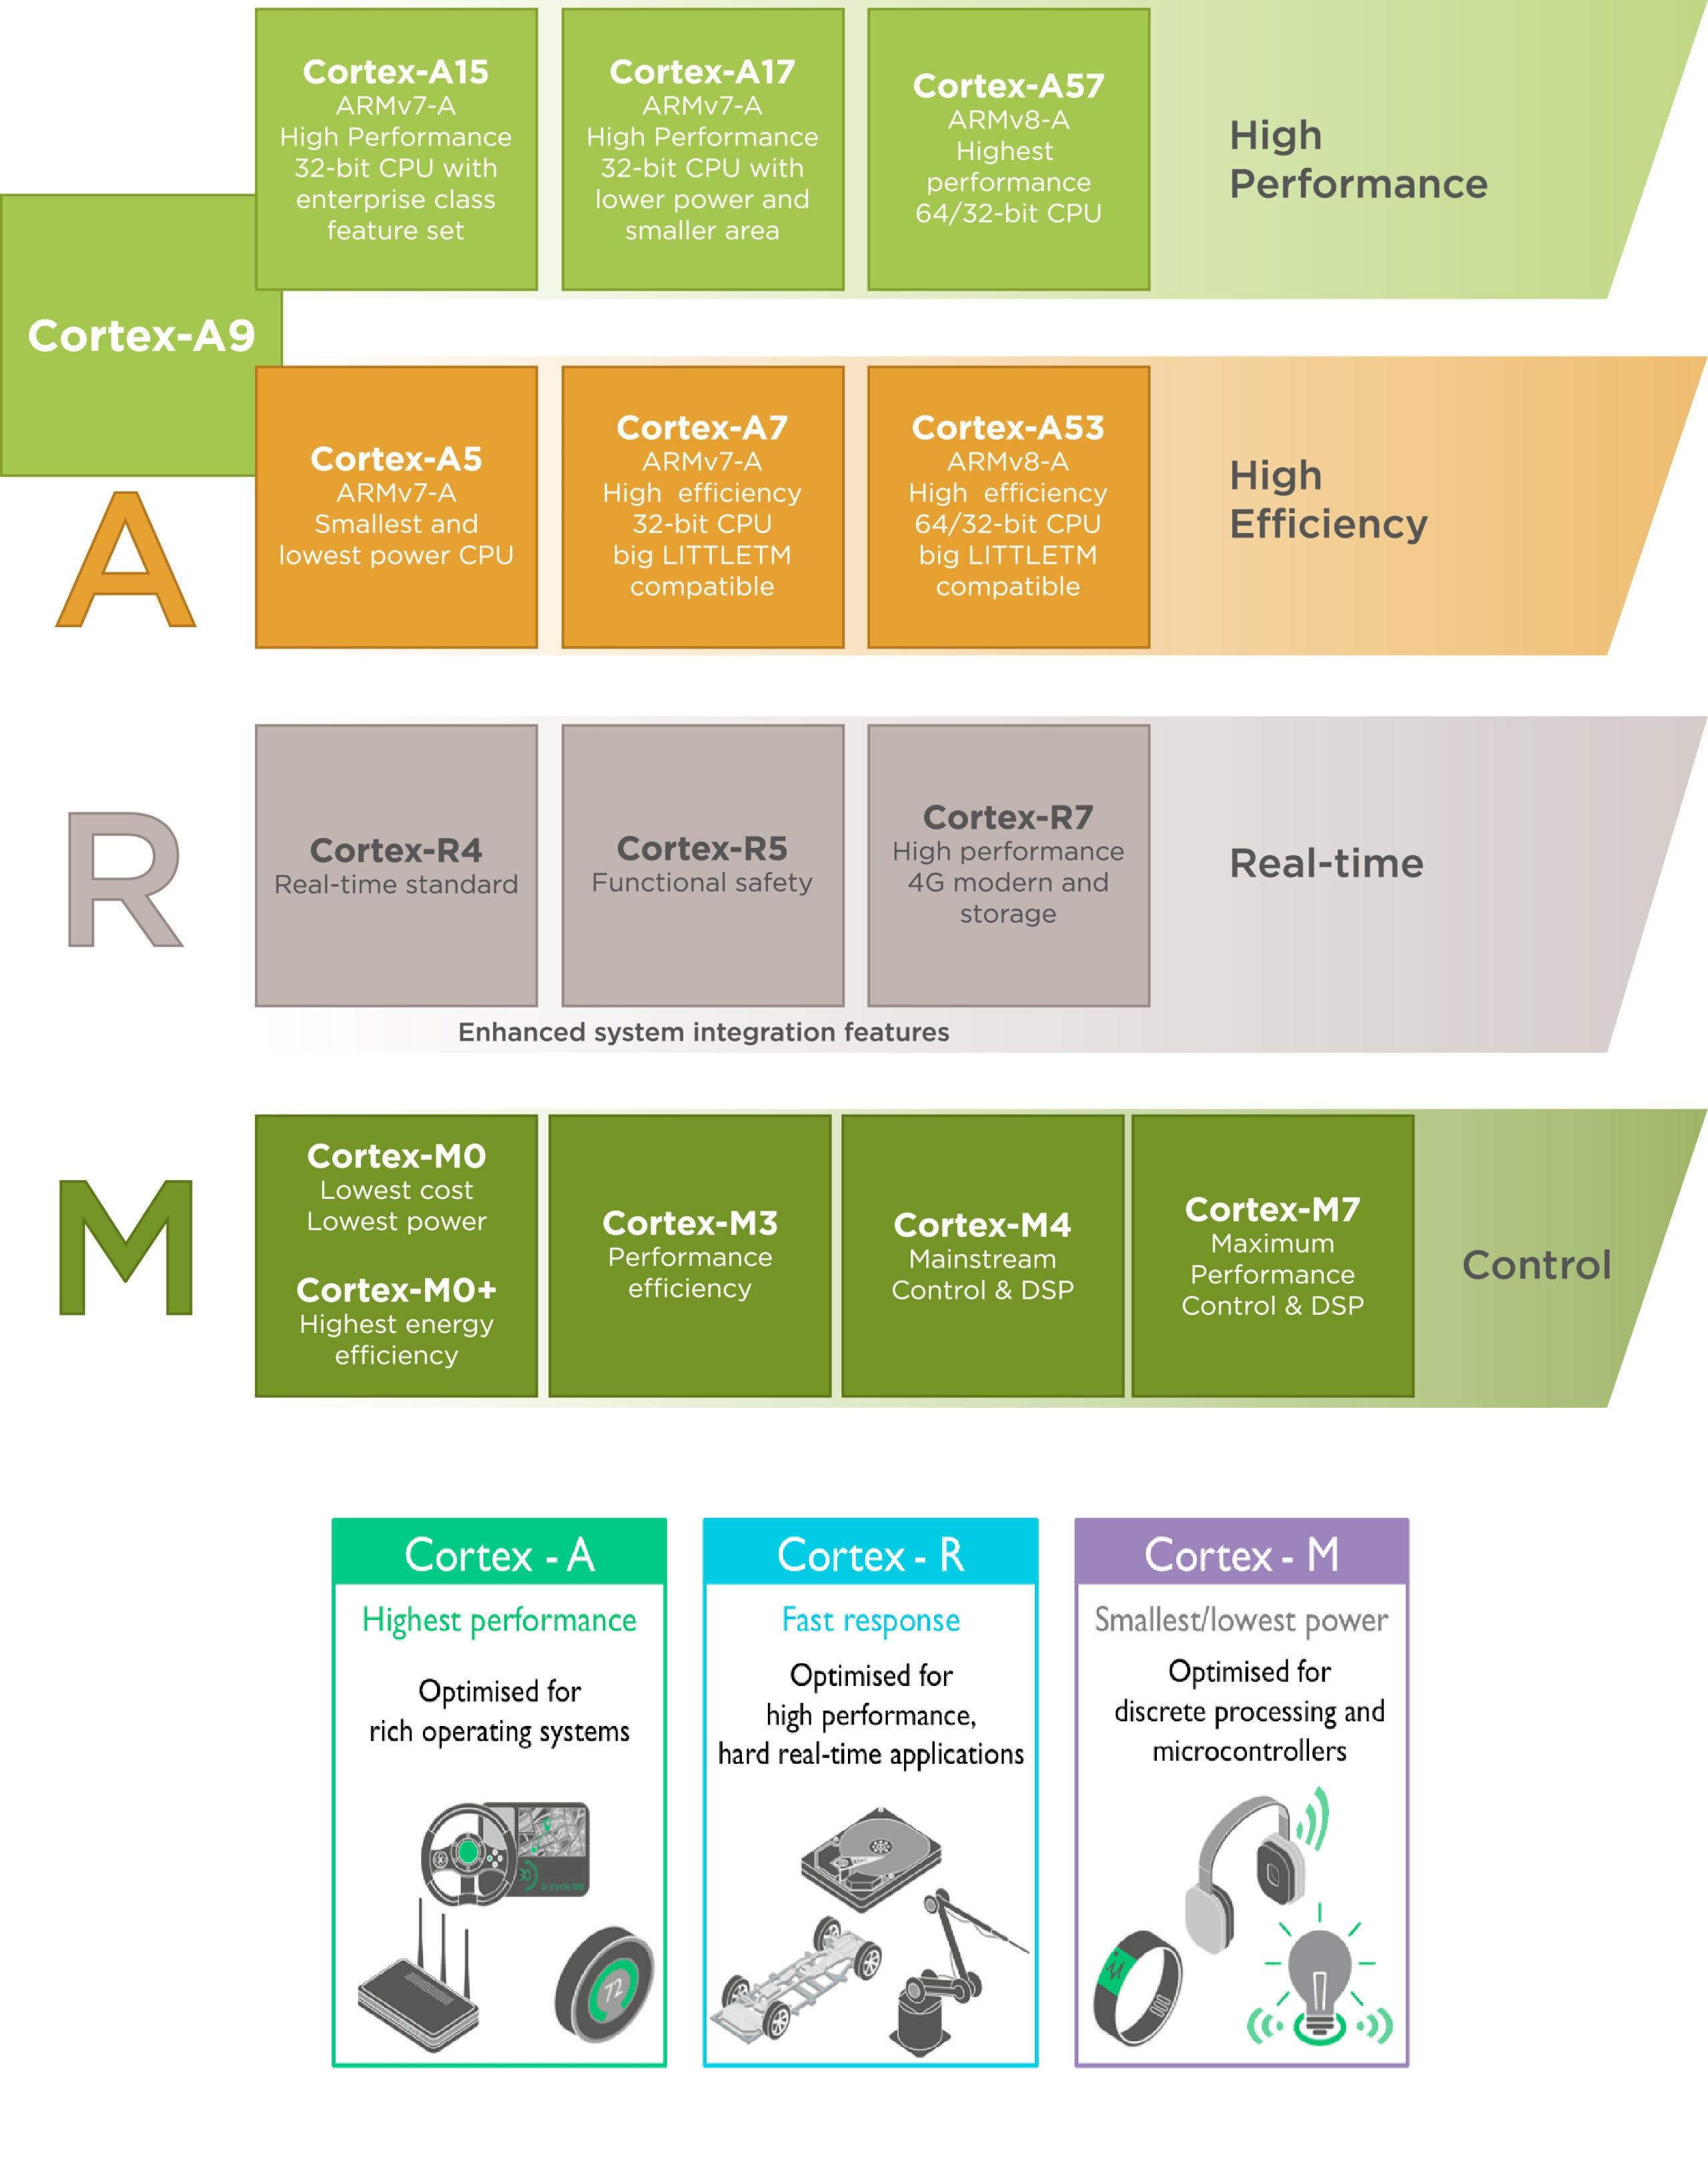 Cortex-A15
ARMv7-A
High Performance
32-bit CPU with
enterprise class
feature set
Cortex-A17
ARMv7-A
High Performance
32-bit CPU with
lower power and
smaller area
Cortex-A57
ARMv8-A
Highest
performance
64/32-bit CPU
High
Performance
Cortex-A9
A
Cortex-A5
ARMv7-A
Smallest and
lowest power CPU
Cortex-A7
ARMv7-A
High efficiency
32-bit CPU
big LITTLETM
compatible
Cortex-A53
ARMv8-A
High efficiency
64/32-bit CPU
big LITTLETM
compatible
High
Efficiency
R
Cortex-R4
Real-time standard
Cortex-R5
Functional safety
Cortex-R7
High performance
4G modern and
storage
Real-time
Enhanced system integration features
M
Cortex-M0
Lowest cost
Lowest power
Cortex-M0+
Highest energy
efficiency
Cortex-M3
Performance
efficiency
Cortex-M4
Mainstream
Control & DSP
Cortex-M7
Maximum
Performance
Control & DSP
Control
Cortex - A
Highest performance
Optimised for
rich operating systems
72
Cortex - R
Fast response
Optimised for
high performance,
hard real-time applications
Cortex - M
Smallest/lowest power
Optimised for
discrete processing and
microcontrollers